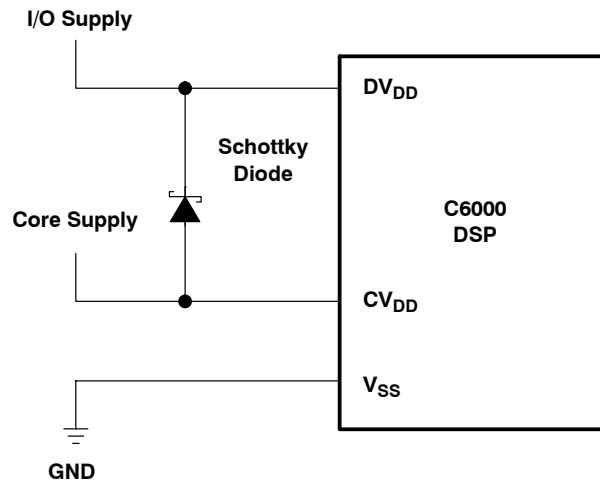 I/O Supply
DVDD
Schottky
Diode
Core Supply
C6000
DSP
CVDD
VSS
GND